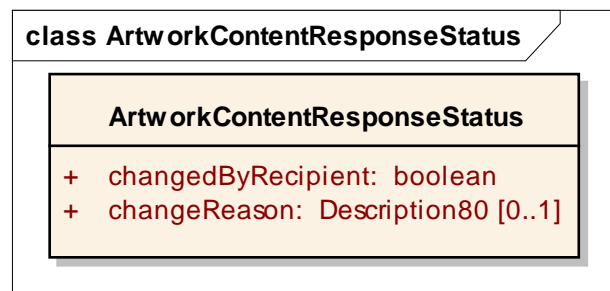 class ArtworkContentResponseStatus
ArtworkContentResponseStatus
+ changedByRecipient: boolean
+ changeReason: Description80 [0..1]